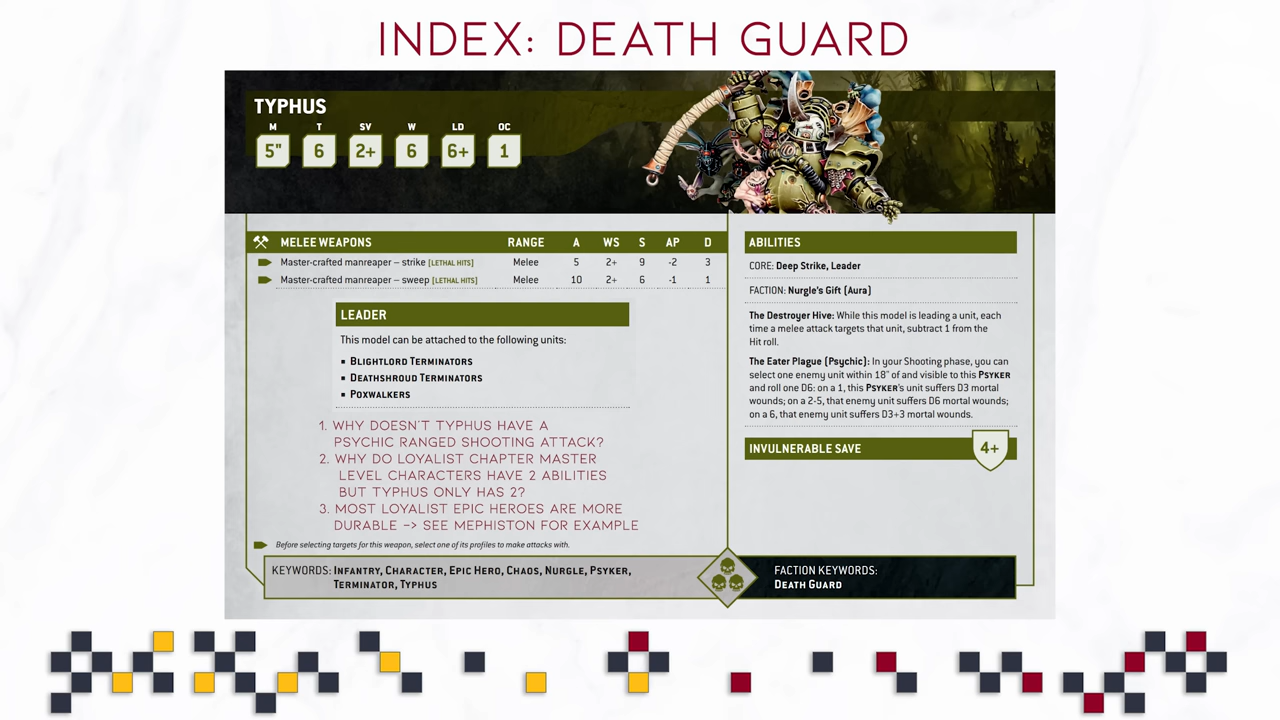 INDEX: DEATH GUARD
TYPHUS
M T SV W LD OC
5" 6 2+ 6 6+ 1
MELEE WEAPONS RANGE A WS S AP D
Master-crafted manreaper – strike [LETHAL HITS] Melee 5 2+ 9 -2 3
Master-crafted manreaper – sweep [LETHAL HITS] Melee 10 2+ 6 -1 1
LEADER
This model can be attached to the following units:
▪ BLIGHTLORD TERMINATORS
▪ DEATHSHROUD TERMINATORS
▪ POXWALKERS
1. WHY DOESN'T TYPHUS HAVE A
PSYCHIC RANGED SHOOTING ATTACK?
2. WHY DO LOYALIST CHAPTER MASTER
LEVEL CHARACTERS HAVE 2 ABILITIES
BUT TYPHUS ONLY HAS 2?
3. MOST LOYALIST EPIC HEROES ARE MORE
DURABLE -> SEE MEPHISTON FOR EXAMPLE
Before selecting targets for this weapon, select one of its profiles to make attacks with.
KEYWORDS: INFANTRY, CHARACTER, EPIC HERO, CHAOS, NURGLE, PSYKER,
TERMINATOR, TYPHUS
ABILITIES
CORE: Deep Strike, Leader
FACTION: Nurgle's Gift (Aura)
The Destroyer Hive: While this model is leading a unit, each
time a melee attack targets that unit, subtract 1 from the
Hit roll.
The Eater Plague (Psychic): In your Shooting phase, you can
select one enemy unit within 18" of and visible to this PSYKER
and roll one D6: on a 1, this PSYKER's unit suffers D3 mortal
wounds; on a 2-5, that enemy unit suffers D6 mortal wounds;
on a 6, that enemy unit suffers D3+3 mortal wounds.
INVULNERABLE SAVE 4+
FACTION KEYWORDS:
DEATH GUARD